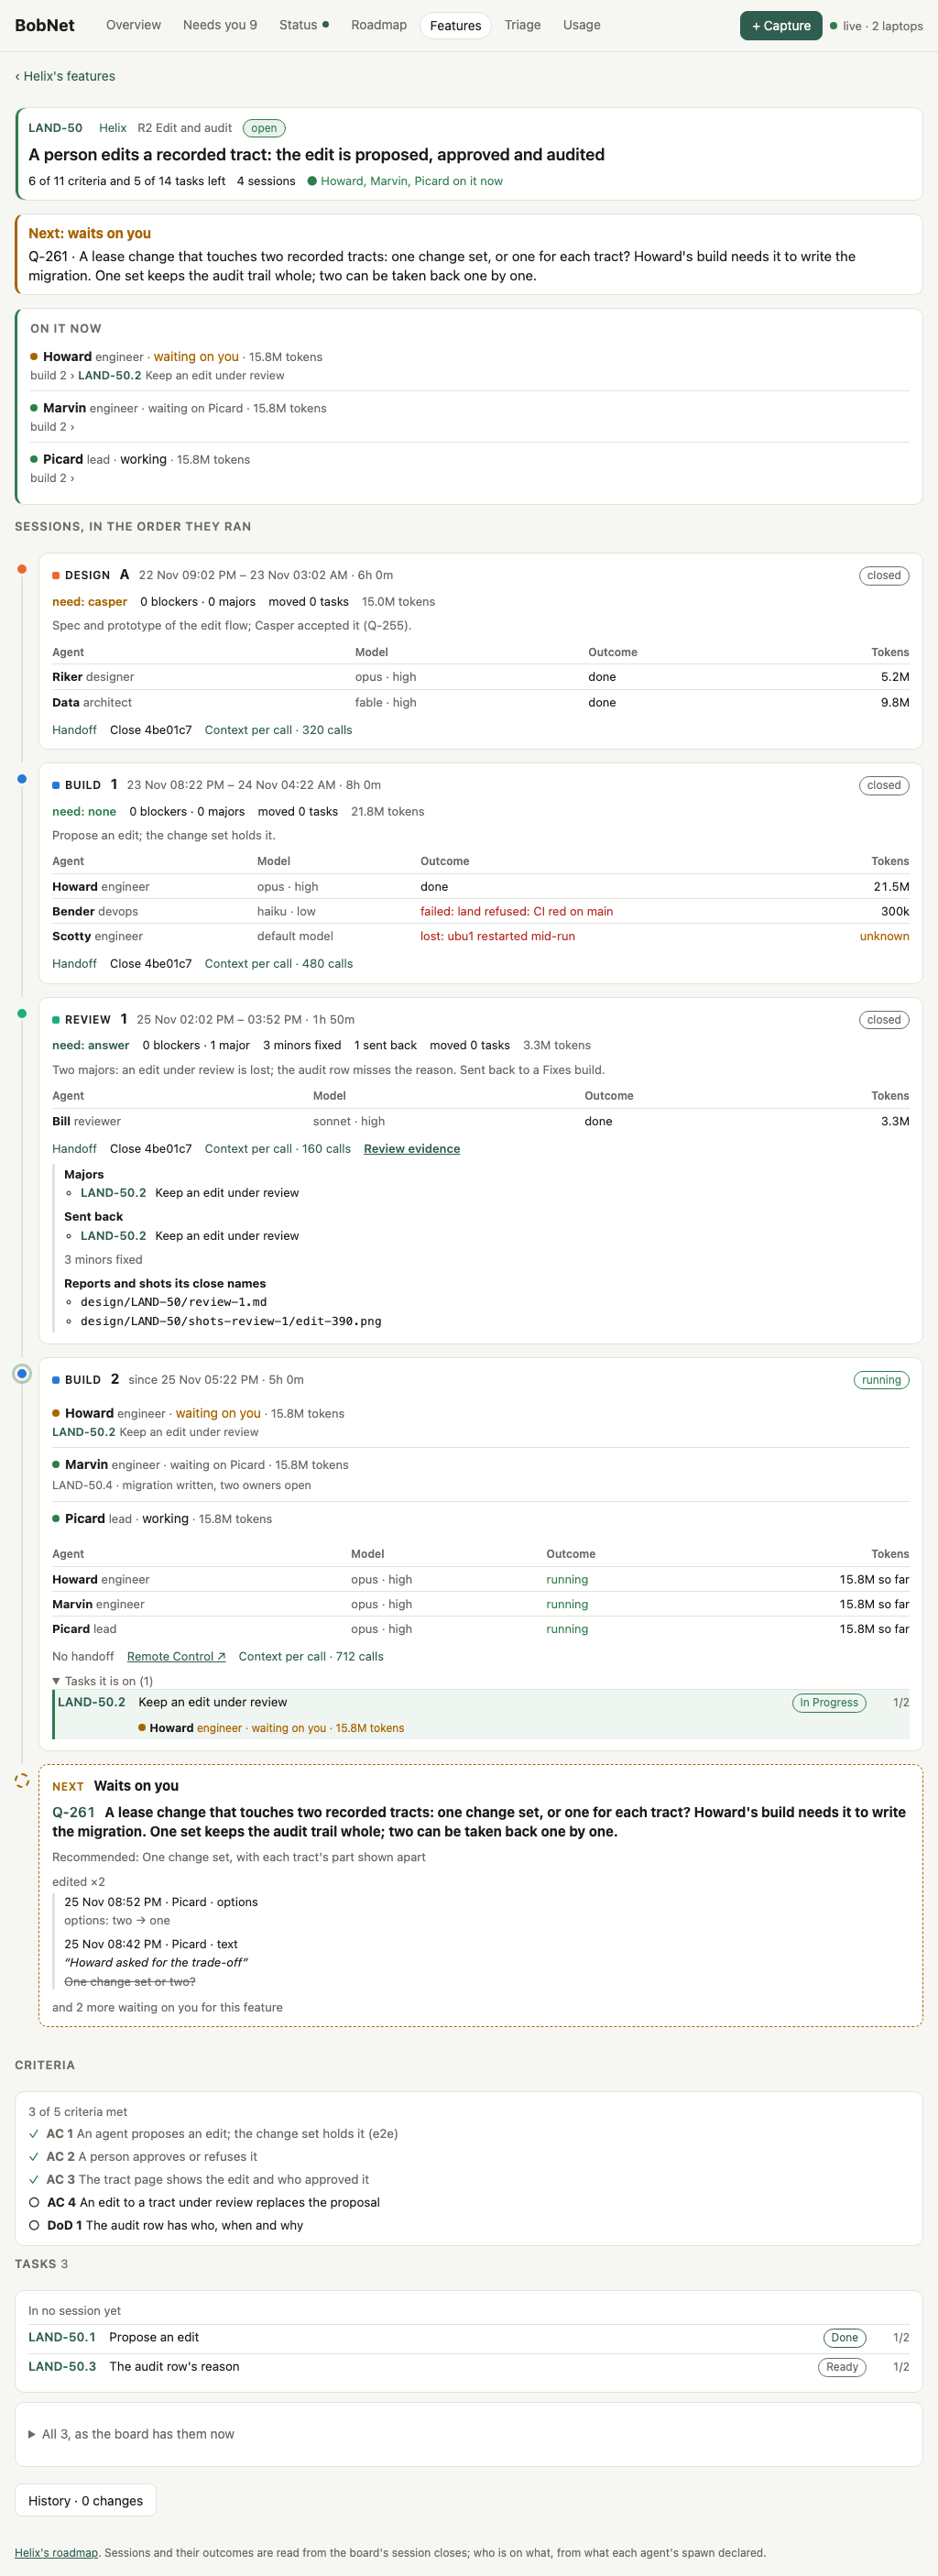 BobNet Overview Needs you 9 Status Roadmap Features Triage Usage + Capture live · 2 laptops
‹ Helix's features
LAND-50 Helix R2 Edit and audit open
A person edits a recorded tract: the edit is proposed, approved and audited
6 of 11 criteria and 5 of 14 tasks left 4 sessions Howard, Marvin, Picard on it now
Next: waits on you
Q-261 · A lease change that touches two recorded tracts: one change set, or one for each tract? Howard's build needs it to write the
migration. One set keeps the audit trail whole; two can be taken back one by one.
ON IT NOW
Howard engineer · waiting on you · 15.8M tokens
build 2 › LAND-50.2 Keep an edit under review
Marvin engineer · waiting on Picard · 15.8M tokens
build 2 ›
Picard lead · working · 15.8M tokens
build 2 ›
SESSIONS, IN THE ORDER THEY RAN
DESIGN A 22 Nov 09:02 PM – 23 Nov 03:02 AM · 6h 0m closed
need: casper 0 blockers · 0 majors moved 0 tasks 15.0M tokens
Spec and prototype of the edit flow; Casper accepted it (Q-255).
Agent Model Outcome Tokens
Riker designer opus · high done 5.2M
Data architect fable · high done 9.8M
Handoff Close 4be01c7 Context per call · 320 calls
BUILD 1 23 Nov 08:22 PM – 24 Nov 04:22 AM · 8h 0m closed
need: none 0 blockers · 0 majors moved 0 tasks 21.8M tokens
Propose an edit; the change set holds it.
Agent Model Outcome Tokens
Howard engineer opus · high done 21.5M
Bender devops haiku · low failed: land refused: CI red on main 300k
Scotty engineer default model lost: ubu1 restarted mid-run unknown
Handoff Close 4be01c7 Context per call · 480 calls
REVIEW 1 25 Nov 02:02 PM – 03:52 PM · 1h 50m closed
need: answer 0 blockers · 1 major 3 minors fixed 1 sent back moved 0 tasks 3.3M tokens
Two majors: an edit under review is lost; the audit row misses the reason. Sent back to a Fixes build.
Agent Model Outcome Tokens
Bill reviewer sonnet · high done 3.3M
Handoff Close 4be01c7 Context per call · 160 calls Review evidence
Majors
LAND-50.2 Keep an edit under review
Sent back
LAND-50.2 Keep an edit under review
3 minors fixed
Reports and shots its close names
design/LAND-50/review-1.md
design/LAND-50/shots-review-1/edit-390.png
BUILD 2 since 25 Nov 05:22 PM · 5h 0m running
Howard engineer · waiting on you · 15.8M tokens
LAND-50.2 Keep an edit under review
Marvin engineer · waiting on Picard · 15.8M tokens
LAND-50.4 · migration written, two owners open
Picard lead · working · 15.8M tokens
Agent Model Outcome Tokens
Howard engineer opus · high running 15.8M so far
Marvin engineer opus · high running 15.8M so far
Picard lead opus · high running 15.8M so far
No handoff Remote Control ↗ Context per call · 712 calls
▼ Tasks it is on (1)
LAND-50.2 Keep an edit under review In Progress 1/2
Howard engineer · waiting on you · 15.8M tokens
NEXT Waits on you
Q-261 A lease change that touches two recorded tracts: one change set, or one for each tract? Howard's build needs it to write
the migration. One set keeps the audit trail whole; two can be taken back one by one.
Recommended: One change set, with each tract's part shown apart
edited ×2
25 Nov 08:52 PM · Picard · options
options: two → one
25 Nov 08:42 PM · Picard · text
“Howard asked for the trade-off”
One change set or two?
and 2 more waiting on you for this feature
CRITERIA
3 of 5 criteria met
✓ AC 1 An agent proposes an edit; the change set holds it (e2e)
✓ AC 2 A person approves or refuses it
✓ AC 3 The tract page shows the edit and who approved it
○ AC 4 An edit to a tract under review replaces the proposal
○ DoD 1 The audit row has who, when and why
TASKS 3
In no session yet
LAND-50.1 Propose an edit Done 1/2
LAND-50.3 The audit row's reason Ready 1/2
▶ All 3, as the board has them now
History · 0 changes
Helix's roadmap. Sessions and their outcomes are read from the board's session closes; who is on what, from what each agent's spawn declared.